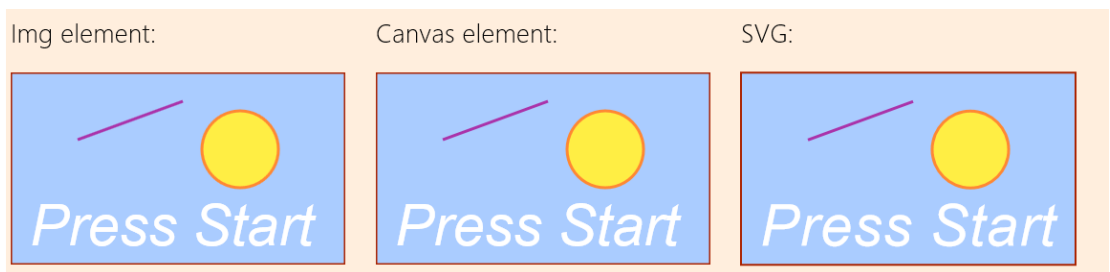 Img element:
Canvas element:
SVG:
Press Start
Press Start
Press Start